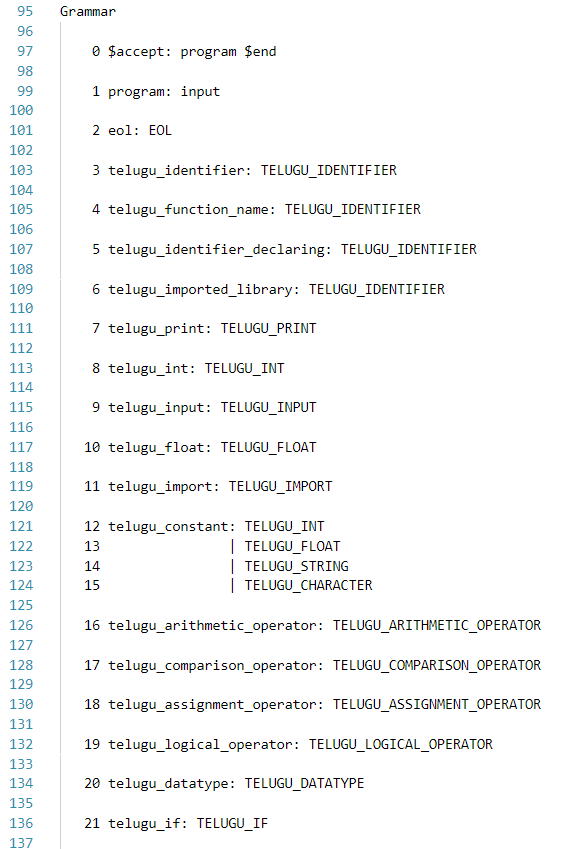 95 Grammar
96
97 0 $accept: program $end
98
99 1 program: input
100
101 2 eol: EOL
102
103 3 telugu_identifier: TELUGU_IDENTIFIER
104
105 4 telugu_function_name: TELUGU_IDENTIFIER
106
107 5 telugu_identifier_declaring: TELUGU_IDENTIFIER
108
109 6 telugu_imported_library: TELUGU_IDENTIFIER
110
111 7 telugu_print: TELUGU_PRINT
112
113 8 telugu_int: TELUGU_INT
114
115 9 telugu_input: TELUGU_INPUT
116
117 10 telugu_float: TELUGU_FLOAT
118
119 11 telugu_import: TELUGU_IMPORT
120
121 12 telugu_constant: TELUGU_INT
122 13 | TELUGU_FLOAT
123 14 | TELUGU_STRING
124 15 | TELUGU_CHARACTER
125
126 16 telugu_arithmetic_operator: TELUGU_ARITHMETIC_OPERATOR
127
128 17 telugu_comparison_operator: TELUGU_COMPARISON_OPERATOR
129
130 18 telugu_assignment_operator: TELUGU_ASSIGNMENT_OPERATOR
131
132 19 telugu_logical_operator: TELUGU_LOGICAL_OPERATOR
133
134 20 telugu_datatype: TELUGU_DATATYPE
135
136 21 telugu_if: TELUGU_IF
137